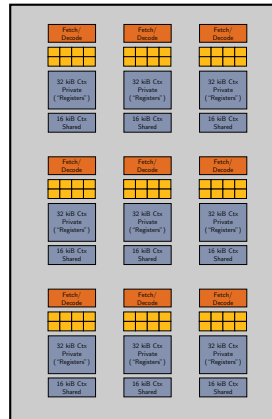 Fetch/
Decode
Fetch/
Decode
Fetch/
Decode
32 kiB Ctx
Private
("Registers")
32 kiB Ctx
Private
("Registers")
32 kiB Ctx
Private
("Registers")
16 kiB Ctx
Shared
16 kiB Ctx
Shared
16 kiB Ctx
Shared
Fetch/
Decode
Fetch/
Decode
Fetch/
Decode
32 kiB Ctx
Private
("Registers")
32 kiB Ctx
Private
("Registers")
32 kiB Ctx
Private
("Registers")
16 kiB Ctx
Shared
16 kiB Ctx
Shared
16 kiB Ctx
Shared
Fetch/
Decode
Fetch/
Decode
Fetch/
Decode
32 kiB Ctx
Private
("Registers")
32 kiB Ctx
Private
("Registers")
32 kiB Ctx
Private
("Registers")
16 kiB Ctx
Shared
16 kiB Ctx
Shared
16 kiB Ctx
Shared